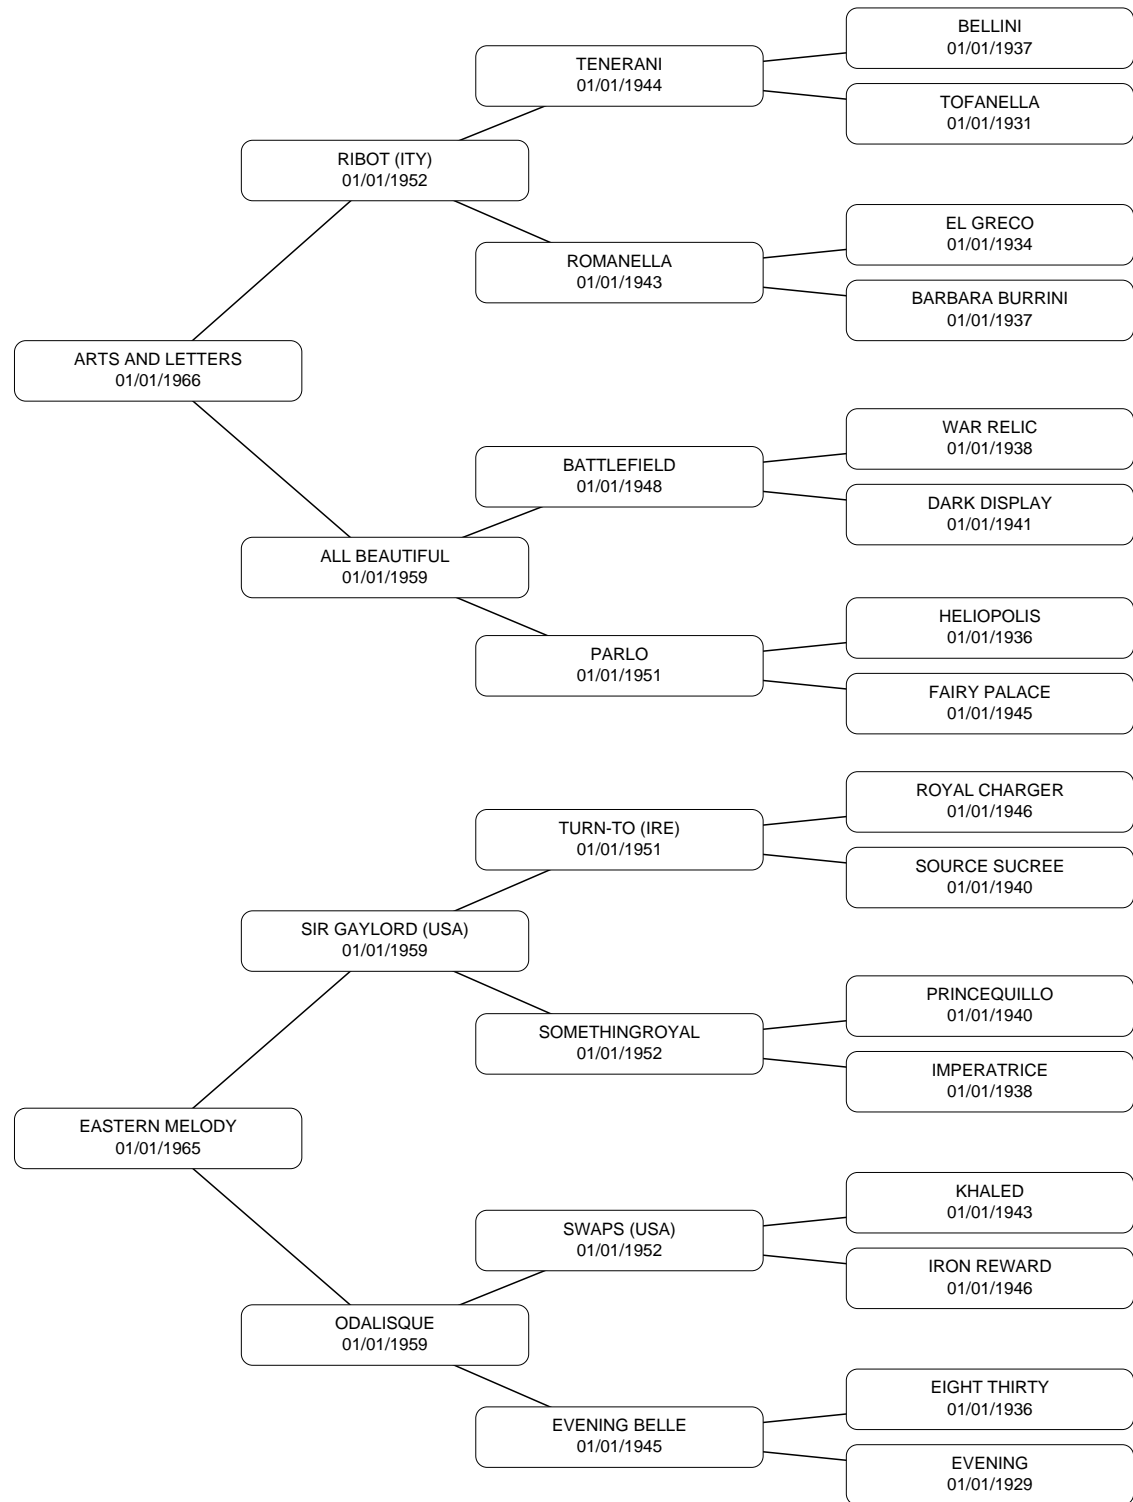 BELLINI
01/01/1937
TENERANI
01/01/1944
TOFANELLA
01/01/1931
RIBOT (ITY)
01/01/1952
EL GRECO
01/01/1934
ROMANELLA
01/01/1943
BARBARA BURRINI
01/01/1937
ARTS AND LETTERS
01/01/1966
WAR RELIC
01/01/1938
BATTLEFIELD
01/01/1948
DARK DISPLAY
01/01/1941
ALL BEAUTIFUL
01/01/1959
HELIOPOLIS
01/01/1936
PARLO
01/01/1951
FAIRY PALACE
01/01/1945
ROYAL CHARGER
01/01/1946
TURN-TO (IRE)
01/01/1951
SOURCE SUCREE
01/01/1940
SIR GAYLORD (USA)
01/01/1959
PRINCEQUILLO
01/01/1940
SOMETHINGROYAL
01/01/1952
IMPERATRICE
01/01/1938
EASTERN MELODY
01/01/1965
KHALED
01/01/1943
SWAPS (USA)
01/01/1952
IRON REWARD
01/01/1946
ODALISQUE
01/01/1959
EIGHT THIRTY
01/01/1936
EVENING BELLE
01/01/1945
EVENING
01/01/1929